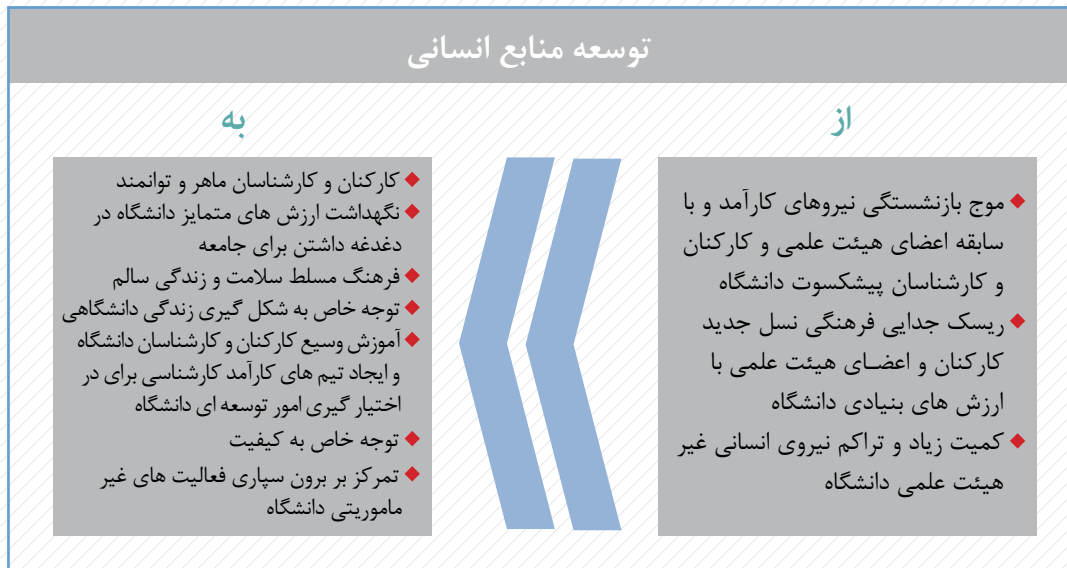 توسعه منابع انسانی
از
◆ موج بازنشستگی نیروهای کارآمد و با
سابقه اعضای هیئت علمی و کارکنان
و کارشناسان پیشکسوت دانشگاه
◆ ریسک جدایی فرهنگی نسل جدید
کارکنان و اعضای هیئت علمی با
ارزش های بنیادی دانشگاه
◆ کمیت زیاد و تراکم نیروی انسانی غیر
هیئت علمی دانشگاه
به
◆ کارکنان و کارشناسان ماهر و توانمند
◆ نگهداشت ارزش های متمایز دانشگاه در
دغدغه داشتن برای جامعه
◆ فرهنگ مسلط سلامت و زندگی سالم
◆ توجه خاص به شکل گیری زندگی دانشگاهی
◆ آموزش وسیع کارکنان و کارشناسان دانشگاه
و ایجاد تیم های کارآمد کارشناسی برای در
اختیار گیری امور توسعه ای دانشگاه
◆ توجه خاص به کیفیت
◆ تمرکز بر برون سپاری فعالیت های غیر
ماموریتی دانشگاه